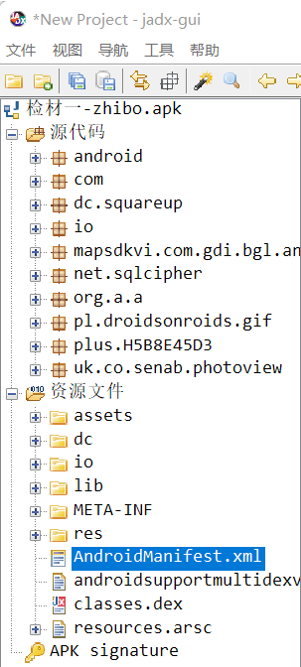 *New Project - jadx-gui
文件 视图 导航 工具 帮助
检材一-zhibo.apk
源代码
android
com
dc.squareup
io
mapsdkvi.com.gdi.bgl.an
net.sqlcipher
org.a.a
pl.droidsonroids.gif
plus.H5B8E45D3
uk.co.senab.photoview
资源文件
assets
dc
io
lib
META-INF
res
AndroidManifest.xml
androidsupportmultidexv
classes.dex
resources.arsc
APK signature